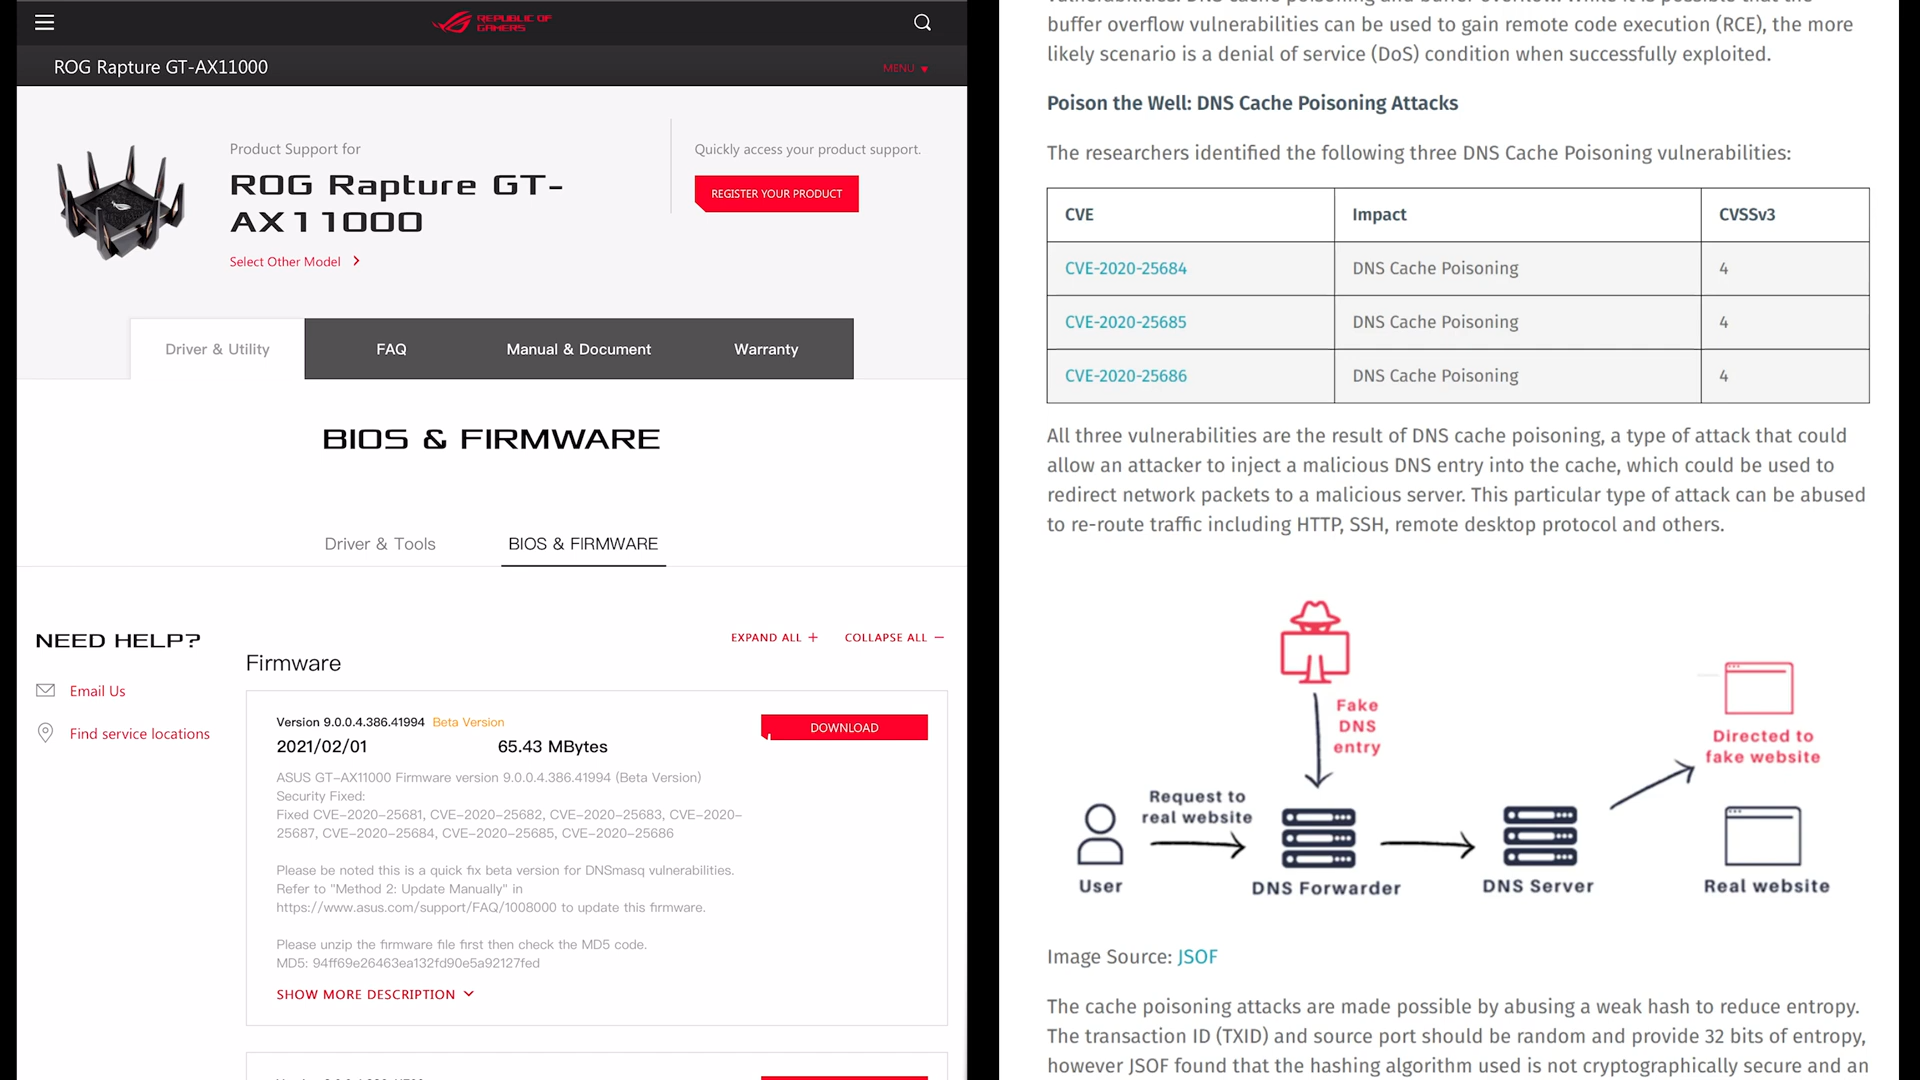 REPUBLIC OF
GAMERS
ROG Rapture GT-AX11000
MENU
Product Support for
ROG Rapture GT-
AX11000
Select Other Model
Quickly access your product support.
REGISTER YOUR PRODUCT
Driver & Utility
FAQ
Manual & Document
Warranty
BIOS & FIRMWARE
Driver & Tools
BIOS & FIRMWARE
NEED HELP?
Email Us
Find service locations
EXPAND ALL +
COLLAPSE ALL −
Firmware
Version 9.0.0.4.386.41994 Beta Version
2021/02/01
65.43 MBytes
DOWNLOAD
ASUS GT-AX11000 Firmware version 9.0.0.4.386.41994 (Beta Version)
Security Fixed:
Fixed CVE-2020-25681, CVE-2020-25682, CVE-2020-25683, CVE-2020-
25687, CVE-2020-25684, CVE-2020-25685, CVE-2020-25686
Please be noted this is a quick fix beta version for DNSmasq vulnerabilities.
Refer to "Method 2: Update Manually" in
https://www.asus.com/support/FAQ/1008000 to update this firmware.
Please unzip the firmware file first then check the MD5 code.
MD5: 94ff69e26463ea132fd90e5a92127fed
SHOW MORE DESCRIPTION
buffer overflow vulnerabilities can be used to gain remote code execution (RCE), the more
likely scenario is a denial of service (DoS) condition when successfully exploited.
Poison the Well: DNS Cache Poisoning Attacks
The researchers identified the following three DNS Cache Poisoning vulnerabilities:
CVE Impact CVSSv3
CVE-2020-25684 DNS Cache Poisoning 4
CVE-2020-25685 DNS Cache Poisoning 4
CVE-2020-25686 DNS Cache Poisoning 4
All three vulnerabilities are the result of DNS cache poisoning, a type of attack that could
allow an attacker to inject a malicious DNS entry into the cache, which could be used to
redirect network packets to a malicious server. This particular type of attack can be abused
to re-route traffic including HTTP, SSH, remote desktop protocol and others.
Fake
DNS
entry
Directed to
fake website
Request to
real website
User
DNS Forwarder
DNS Server
Real website
Image Source: JSOF
The cache poisoning attacks are made possible by abusing a weak hash to reduce entropy.
The transaction ID (TXID) and source port should be random and provide 32 bits of entropy,
however JSOF found that the hashing algorithm used is not cryptographically secure and an